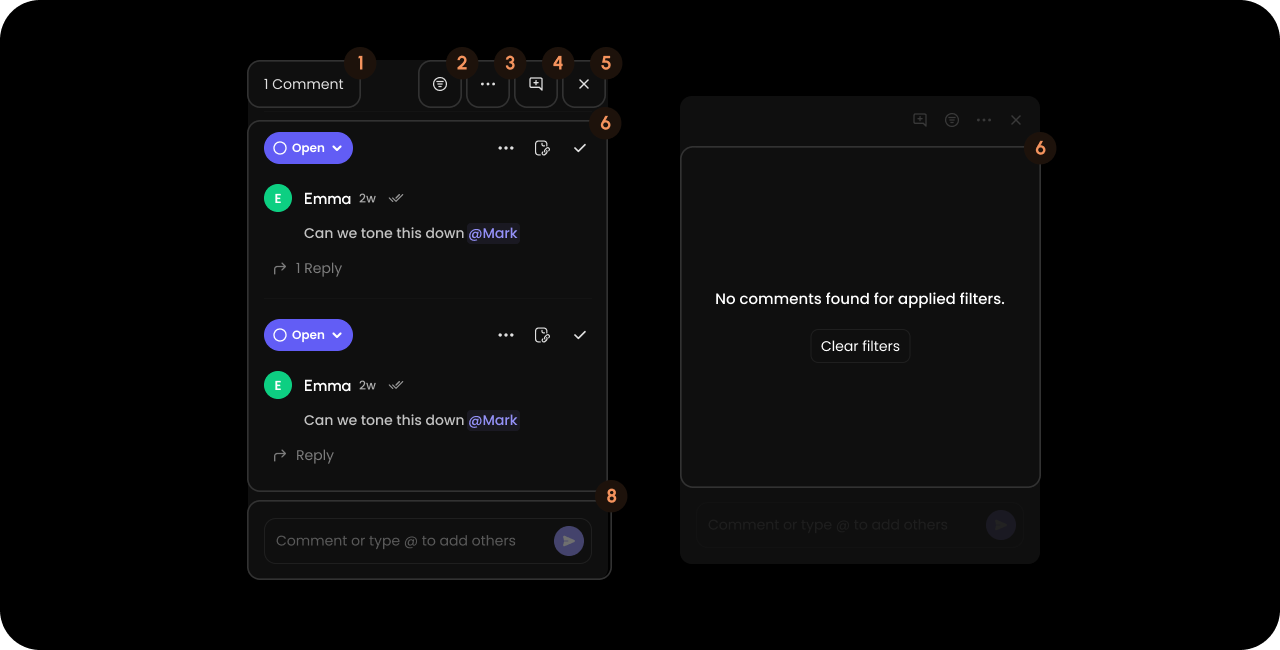 1 2 3 4 5
1 Comment
6
Open
E Emma 2w
Can we tone this down @Mark
1 Reply
Open
E Emma 2w
Can we tone this down @Mark
Reply
8
Comment or type @ to add others
6
No comments found for applied filters.
Clear filters
Comment or type @ to add others